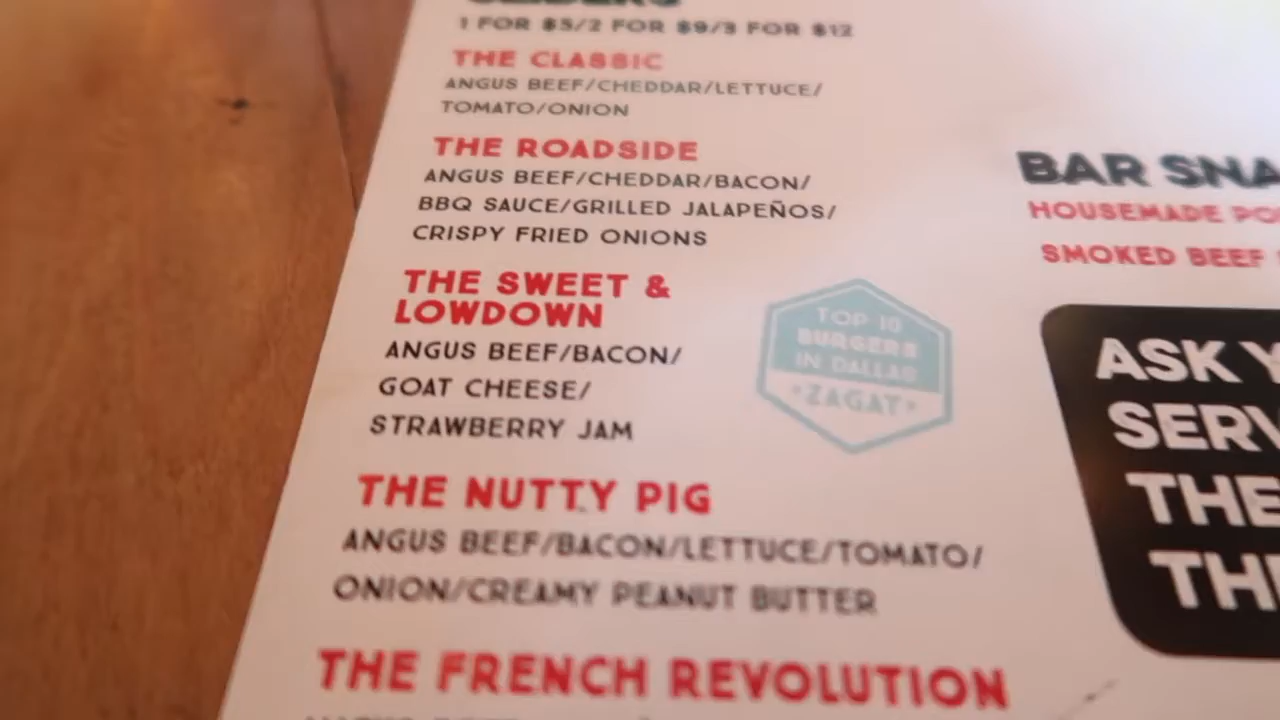 1 FOR $5/2 FOR $9/3 FOR $12
THE CLASSIC
ANGUS BEEF/CHEDDAR/LETTUCE/
TOMATO/ONION
THE ROADSIDE
ANGUS BEEF/CHEDDAR/BACON/
BBQ SAUCE/GRILLED JALAPEÑOS/
CRISPY FRIED ONIONS
THE SWEET &
LOWDOWN
ANGUS BEEF/BACON/
GOAT CHEESE/
STRAWBERRY JAM
THE NUTTY PIG
ANGUS BEEF/BACON/LETTUCE/TOMATO/
ONION/CREAMY PEANUT BUTTER
THE FRENCH REVOLUTION
TOP 10
BURGERS
IN DALLAS
•ZAGAT•
BAR SNA
HOUSEMADE PO
SMOKED BEEF
ASK Y
SERV
THE
TH